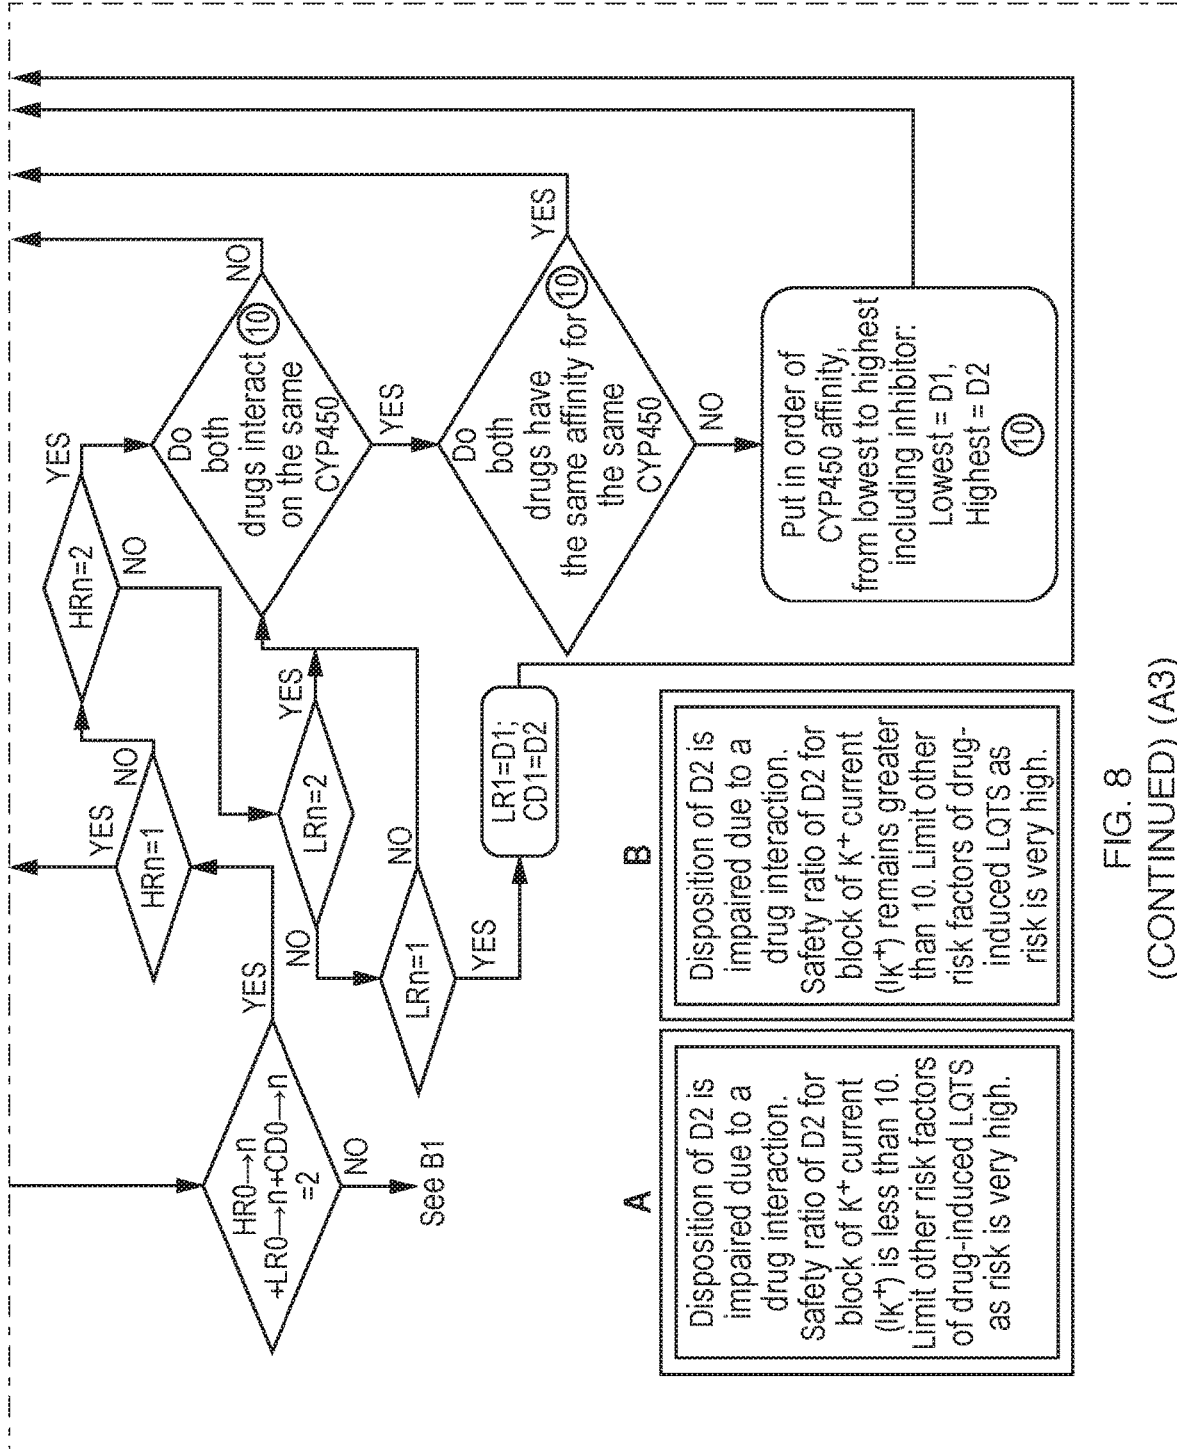 HR0→n
+LR0→n+CD0→n
=2
YES
NO
See B1
HRn=1
YES
NO
HRn=2
YES
NO
LRn=2
YES
NO
LRn=1
NO
YES
LR1=D1;
CD1=D2
Do
both
drugs interact 10
on the same
CYP450
NO
YES
Do
both
drugs have
the same affinity for 10
the same
CYP450
YES
NO
Put in order of
CYP450 affinity,
from lowest to highest
including inhibitor:
Lowest = D1,
Highest = D2
10
A
Disposition of D2 is
impaired due to a
drug interaction.
Safety ratio of D2 for
block of K+ current
(IK+) is less than 10.
Limit other risk factors
of drug-induced LQTS
as risk is very high.
B
Disposition of D2 is
impaired due to a
drug interaction.
Safety ratio of D2 for
block of K+ current
(IK+) remains greater
than 10. Limit other
risk factors of drug-
induced LQTS as
risk is very high.
FIG. 8
(CONTINUED) (A3)